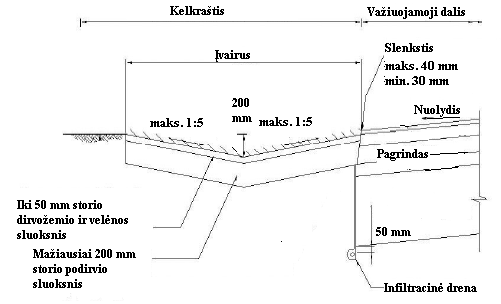 Kelkraštis
Važiuojamoji dalis
Įvairus
Slenkstis
maks. 40 mm
min. 30 mm
200
mm
maks. 1:5
maks. 1:5
Nuolydis
Pagrindas
Iki 50 mm storio
dirvožemio ir velėnos
sluoksnis
Mažiausiai 200 mm
storio podirvio
sluoksnis
50 mm
Infiltracinė drena